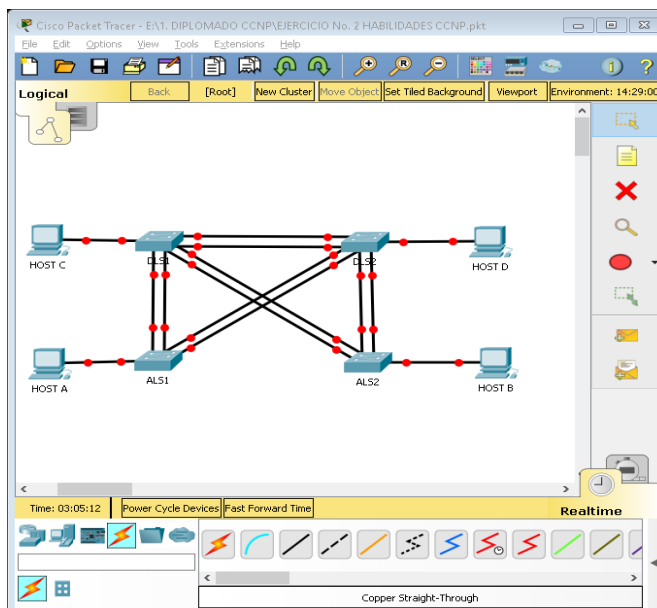 Cisco Packet Tracer - E:\1. DIPLOMADO CCNP\EJERCICIO No. 2 HABILIDADES CCNP.pkt
File Edit Options View Tools Extensions Help
Logical Back [Root] New Cluster Move Object Set Tiled Background Viewport Environment: 14:29:00
HOST C DLS1 DLS2 HOST D
HOST A ALS1 ALS2 HOST B
Time: 03:05:12 Power Cycle Devices Fast Forward Time Realtime
Copper Straight-Through